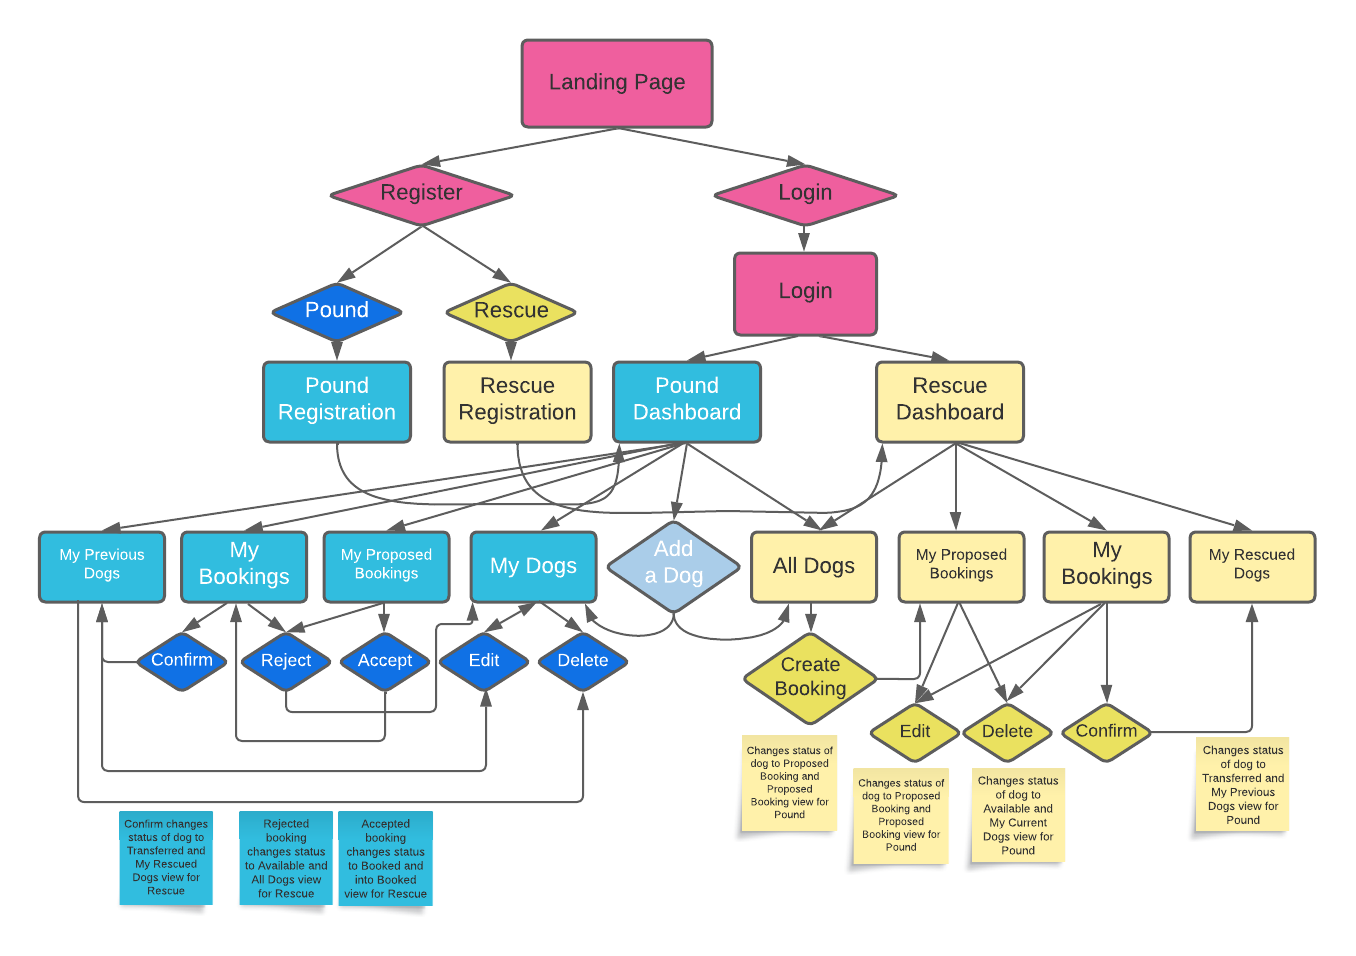 Landing Page
Register
Login
Pound
Rescue
Login
Pound
Registration
Rescue
Registration
Pound
Dashboard
Rescue
Dashboard
My Previous
Dogs
My
Bookings
My Proposed
Bookings
My Dogs
Add
a Dog
All Dogs
My Proposed
Bookings
My
Bookings
My Rescued
Dogs
Confirm
Reject
Accept
Edit
Delete
Create
Booking
Edit
Delete
Confirm
Changes status of
dog to Proposed
Booking and
Proposed
Booking view for
Pound
Changes status of
dog to Proposed
Booking and
Proposed
Booking view for
Pound
Changes status
of dog to
Available and
My Current
Dogs view for
Pound
Changes status
of dog to
Transferred and
My Previous
Dogs view for
Pound
Confirm changes
status of dog to
Transferred and
My Rescued
Dogs view for
Rescue
Rejected
booking
changes status
to Available and
All Dogs view
for Rescue
Accepted
booking
changes status
to Booked and
into Booked
view for Rescue